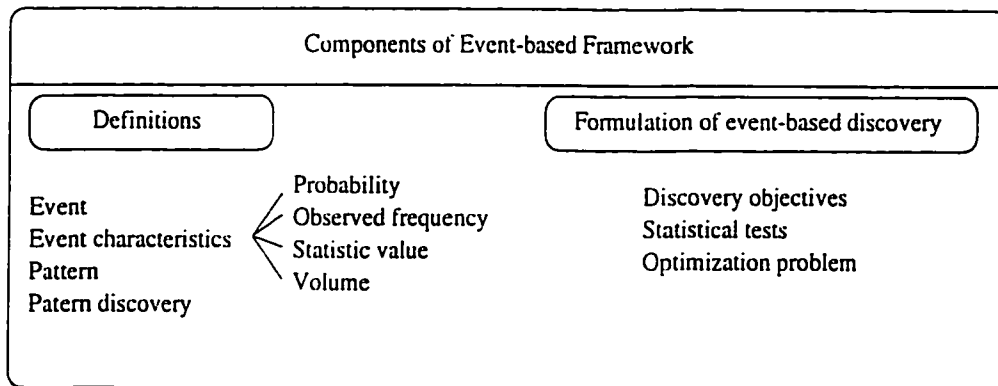 Components of Event-based Framework
Definitions
Formulation of event-based discovery
Event
Event characteristics
Pattern
Patern discovery
Probability
Observed frequency
Statistic value
Volume
Discovery objectives
Statistical tests
Optimization problem